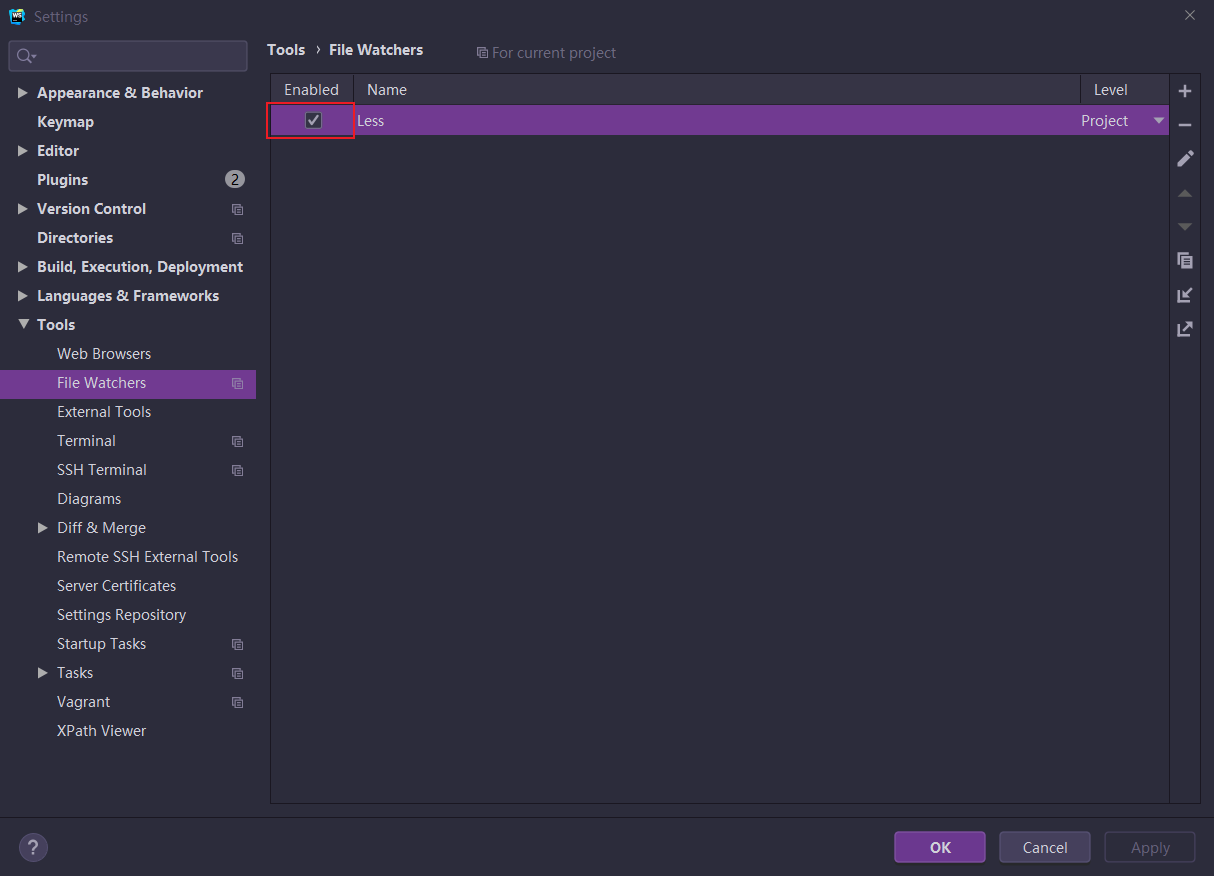 WS Settings
Tools › File Watchers For current project
Appearance & Behavior
Keymap
Editor
Plugins 2
Version Control
Directories
Build, Execution, Deployment
Languages & Frameworks
Tools
Web Browsers
File Watchers
External Tools
Terminal
SSH Terminal
Diagrams
Diff & Merge
Remote SSH External Tools
Server Certificates
Settings Repository
Startup Tasks
Tasks
Vagrant
XPath Viewer
Enabled Name Level
Less Project
? OK Cancel Apply